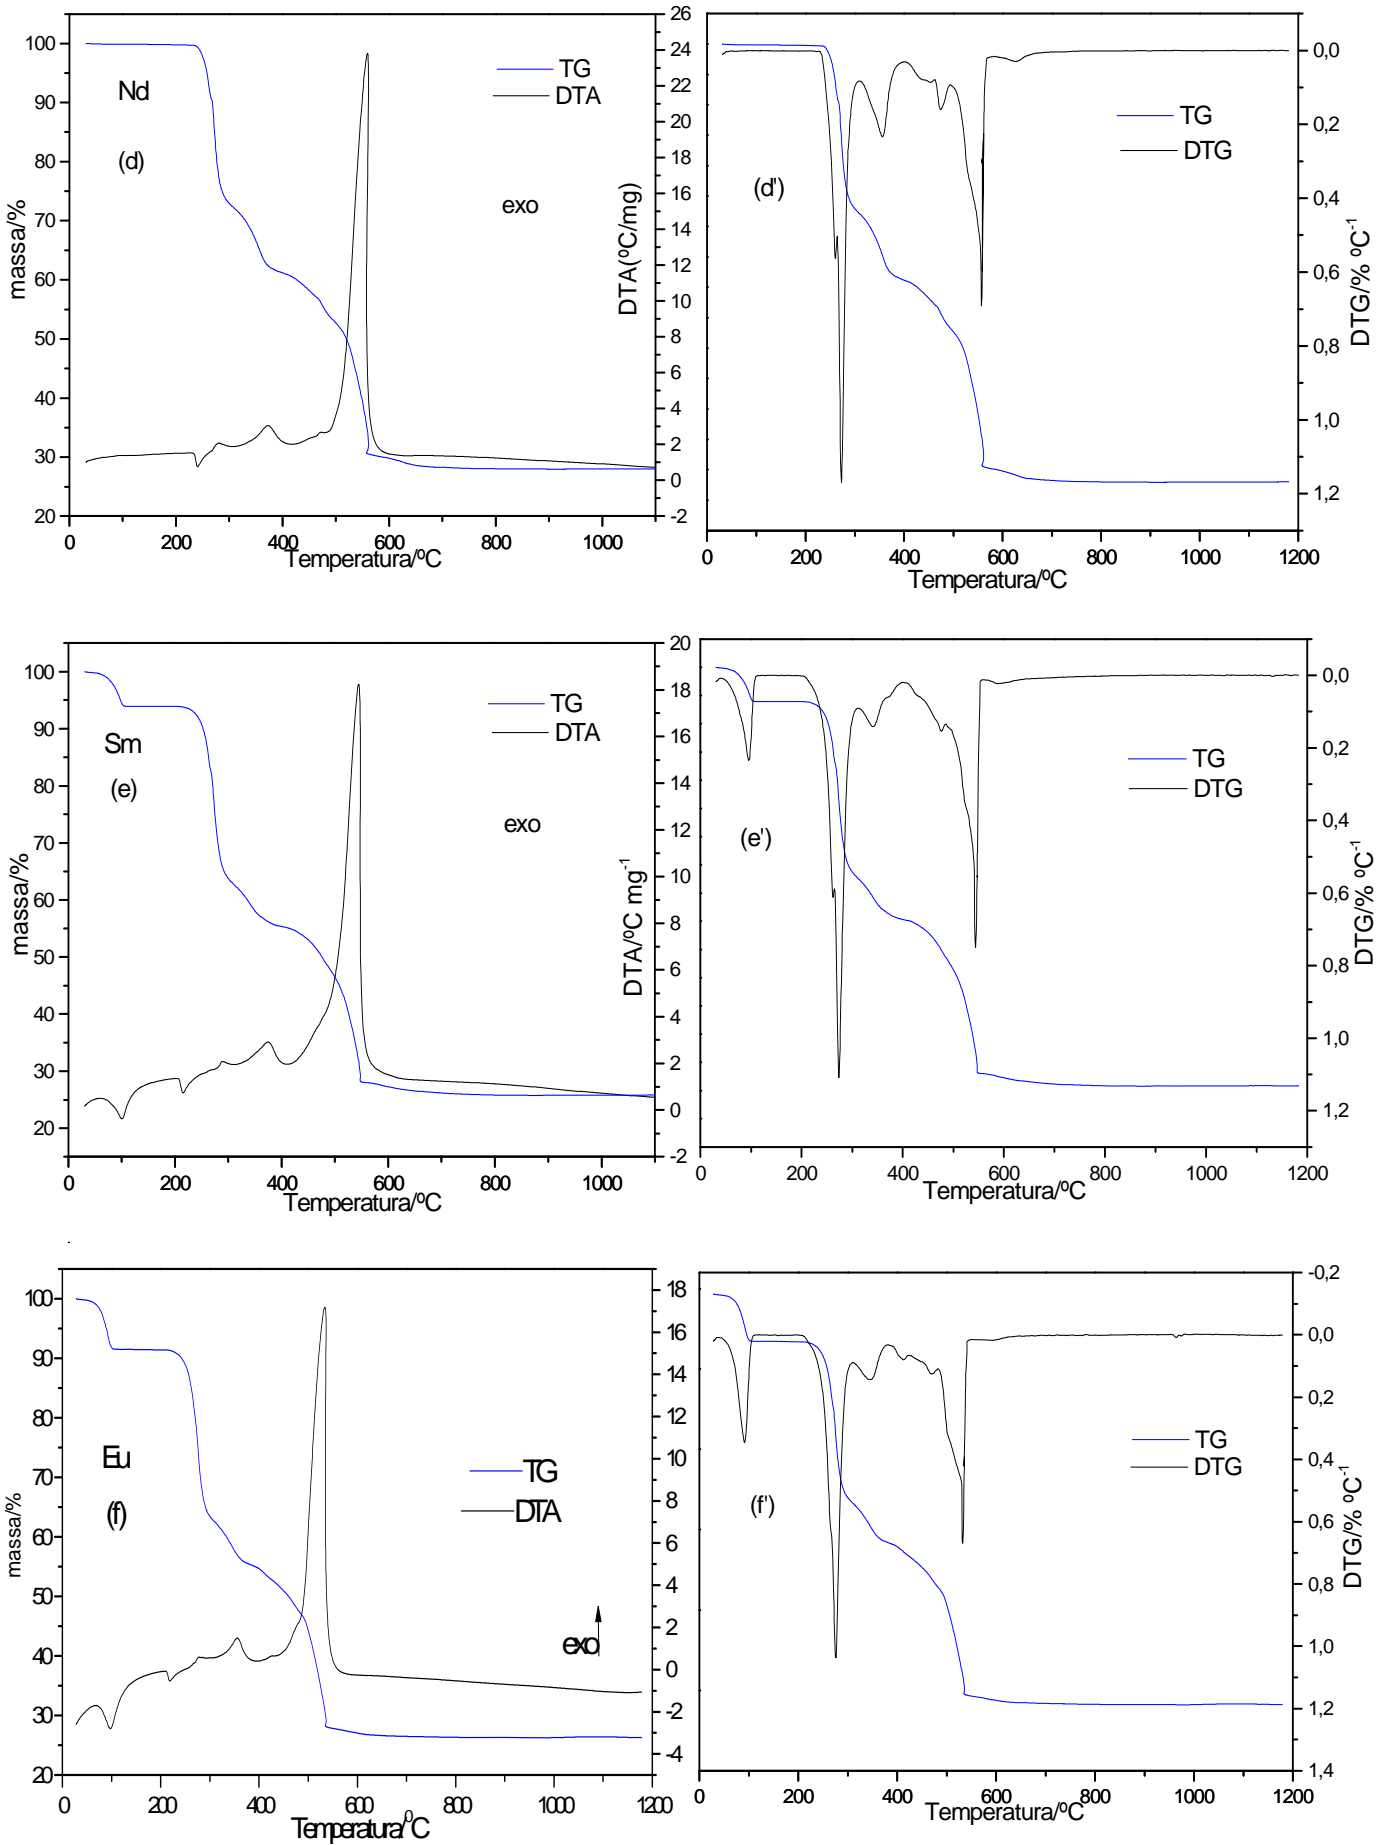 100
90
80
70
60
50
40
30
20
massa/%
Nd
(d)
TG
DTA
exo
26
24
22
20
18
16
14
12
10
8
6
4
2
0
-2
DTA(ºC/mg)
0 200 400 600 800 1000
Temperatura/ºC
(d')
TG
DTG
0,0
0,2
0,4
0,6
0,8
1,0
1,2
DTG/% ºC-1
0 200 400 600 800 1000 1200
Temperatura/ºC
100
90
80
70
60
50
40
30
20
massa/%
Sm
(e)
TG
DTA
exo
20
18
16
14
12
10
8
6
4
2
0
-2
DTA/ºC mg-1
0 200 400 600 800 1000
Temperatura/ºC
(e')
TG
DTG
0,0
0,2
0,4
0,6
0,8
1,0
1,2
DTG/% ºC-1
0 200 400 600 800 1000 1200
Temperatura/ºC
100
90
80
70
60
50
40
30
20
massa/%
Eu
(f)
TG
DTA
exo
18
16
14
12
10
8
6
4
2
0
-2
-4
0 200 400 600 800 1000 1200
Temperatura/0C
(f')
TG
DTG
-0,2
0,0
0,2
0,4
0,6
0,8
1,0
1,2
1,4
DTG/% ºC-1
0 200 400 600 800 1000 1200
Temperatura/ºC